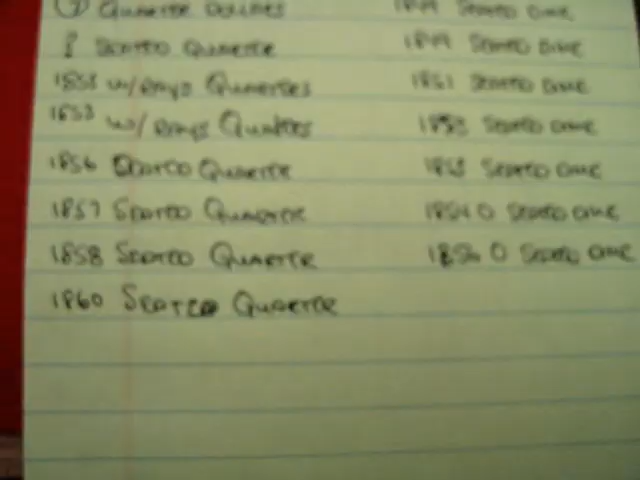 Quarter Dollars
? Seated Quarter
1853 w/rays Quarters
1853 w/ rays Quarters
1856 Seated Quarter
1857 Seated Quarter
1858 Seated Quarter
1860 Seated Quarter
Seated Dime
Seated Dime
Seated Dime
Seated Dime
Seated Dime
O Seated Dime
1856 O Seated Dime